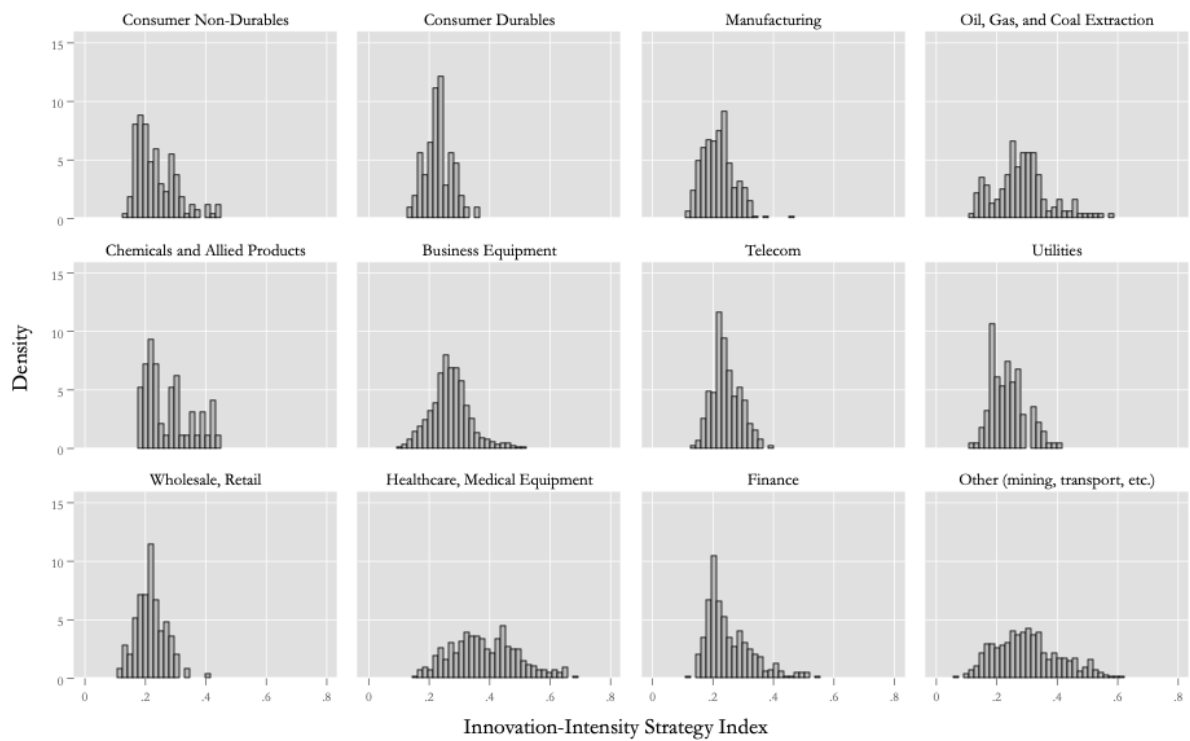 Consumer Non-Durables Consumer Durables Manufacturing Oil, Gas, and Coal Extraction
15
10
5
0
Chemicals and Allied Products Business Equipment Telecom Utilities
15
10
5
0
Density
Wholesale, Retail Healthcare, Medical Equipment Finance Other (mining, transport, etc.)
15
10
5
0
0 .2 .4 .6 .8 0 .2 .4 .6 .8 0 .2 .4 .6 .8 0 .2 .4 .6 .8
Innovation-Intensity Strategy Index